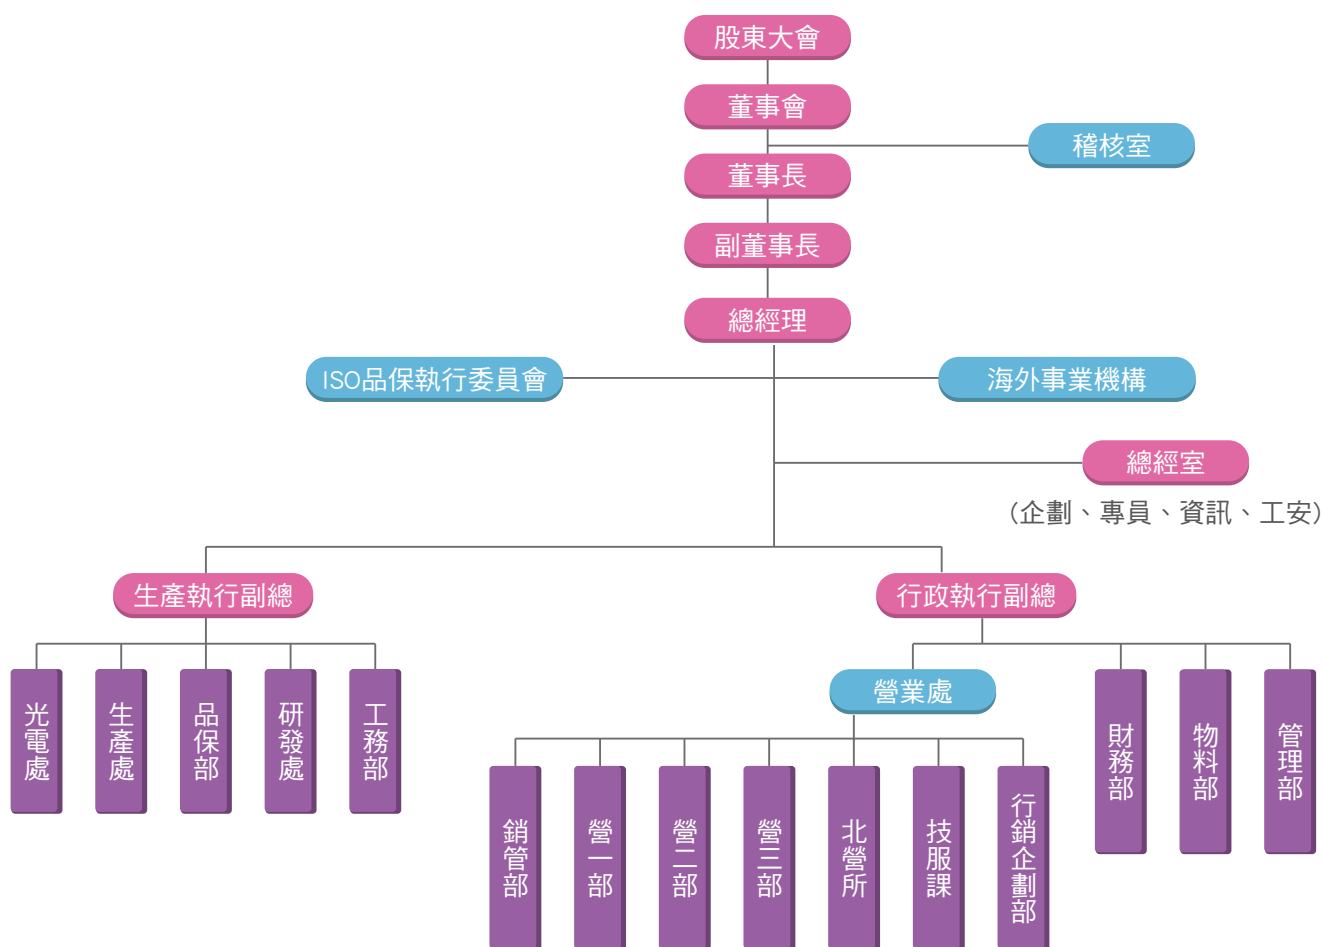 股東大會
董事會
稽核室
董事長
副董事長
總經理
ISO品保執行委員會
海外事業機構
總經室
（企劃、專員、資訊、工安）
生產執行副總
行政執行副總
光電處
生產處
品保部
研發處
工務部
營業處
財務部
物料部
管理部
銷管部
營一部
營二部
營三部
北營所
技服課
行銷企劃部